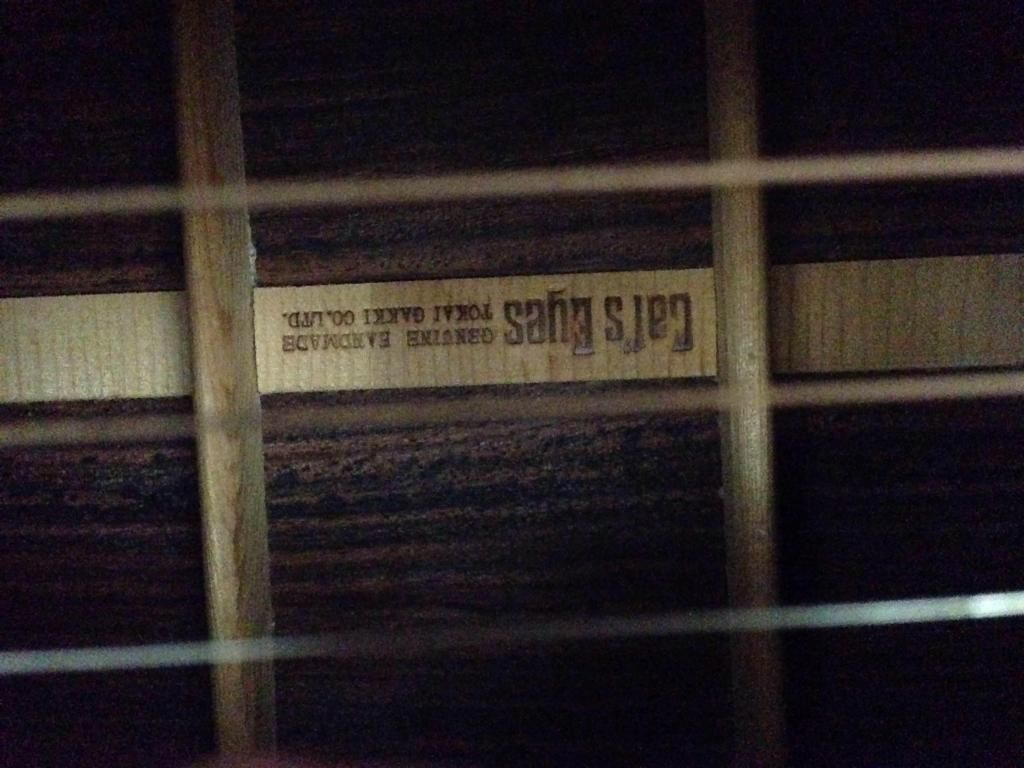 Cat's Eyes
GENUINE HANDMADE
TOKAI GAKKI CO.LTD.